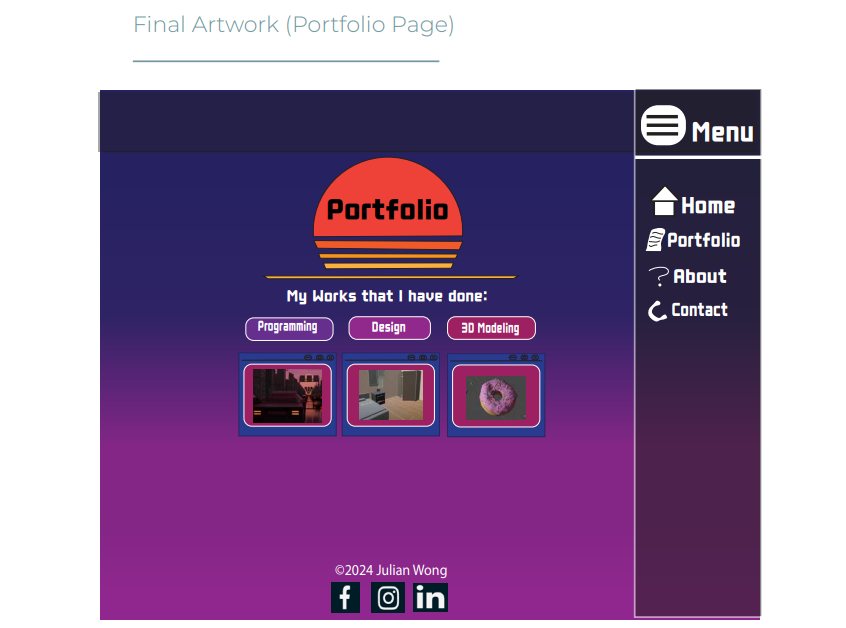 Final Artwork (Portfolio Page)
Menu
Portfolio
Home
Portfolio
About
Contact
My Works that I have done:
Programming
Design
3D Modeling
©2024 Julian Wong
f
in